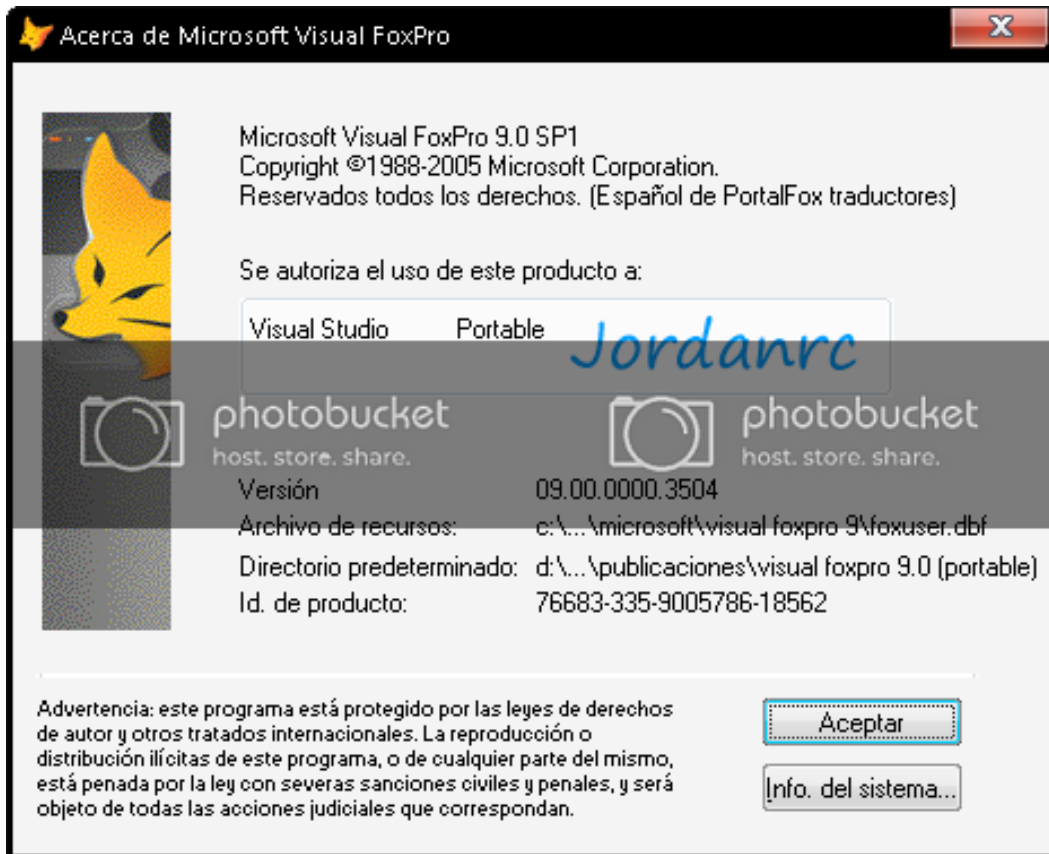 Acerca de Microsoft Visual FoxPro
Microsoft Visual FoxPro 9.0 SP1
Copyright ©1988-2005 Microsoft Corporation.
Reservados todos los derechos. (Español de PortalFox traductores)
Se autoriza el uso de este producto a:
Visual Studio Portable Jordanrc
photobucket photobucket
host. store. share. host. store. share.
Versión 09.00.0000.3504
Archivo de recursos: c:\...\microsoft\visual foxpro 9\foxuser.dbf
Directorio predeterminado: d:\...\publicaciones\visual foxpro 9.0 (portable)
Id. de producto: 76683-335-9005786-18562
Advertencia: este programa está protegido por las leyes de derechos
de autor y otros tratados internacionales. La reproducción o
distribución ilícitas de este programa, o de cualquier parte del mismo,
está penada por la ley con severas sanciones civiles y penales, y será
objeto de todas las acciones judiciales que correspondan.
Aceptar
Info. del sistema...